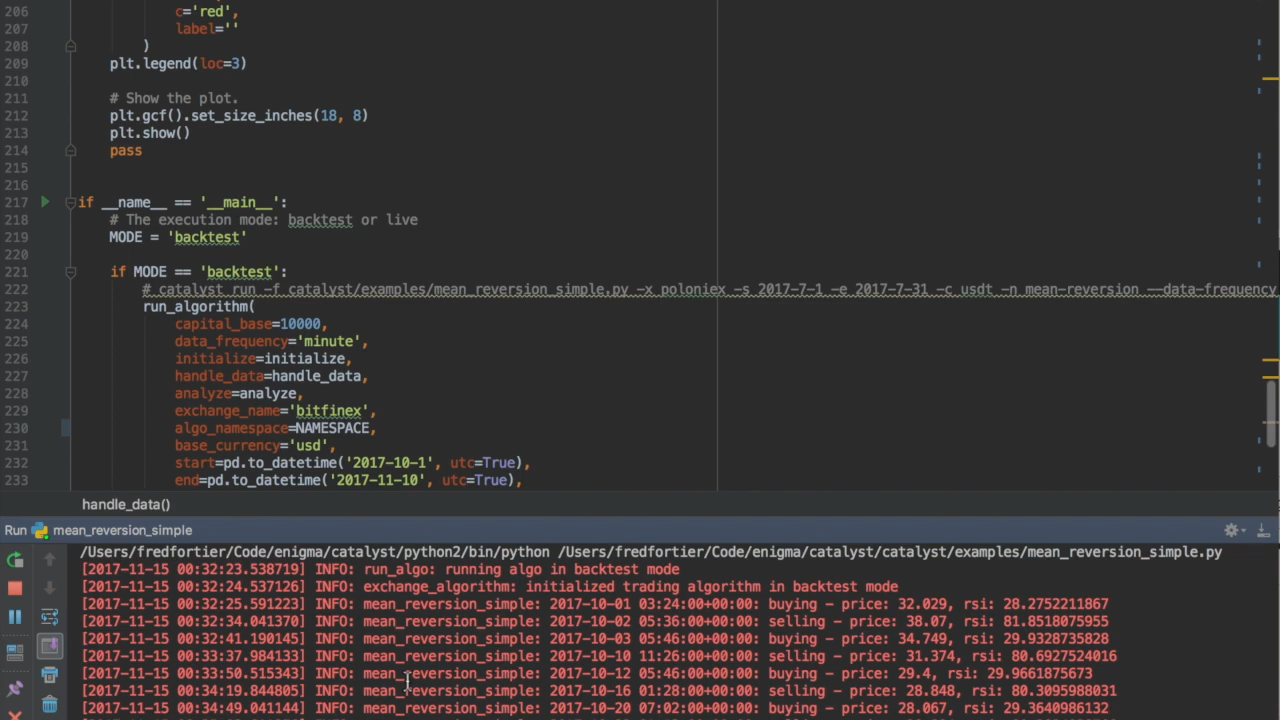 206 c='red',
207 label=''
208 )
209 plt.legend(loc=3)
210
211 # Show the plot.
212 plt.gcf().set_size_inches(18, 8)
213 plt.show()
214 pass
215
216
217 if __name__ == '__main__':
218 # The execution mode: backtest or live
219 MODE = 'backtest'
220
221 if MODE == 'backtest':
222 # catalyst run -f catalyst/examples/mean_reversion_simple.py -x poloniex -s 2017-7-1 -e 2017-7-31 -c usdt -n mean-reversion --data-frequency
223 run_algorithm(
224 capital_base=10000,
225 data_frequency='minute',
226 initialize=initialize,
227 handle_data=handle_data,
228 analyze=analyze,
229 exchange_name='bitfinex',
230 algo_namespace=NAMESPACE,
231 base_currency='usd',
232 start=pd.to_datetime('2017-10-1', utc=True),
233 end=pd.to_datetime('2017-11-10', utc=True),
handle_data()
Run mean_reversion_simple
/Users/fredfortier/Code/enigma/catalyst/python2/bin/python /Users/fredfortier/Code/enigma/catalyst/catalyst/examples/mean_reversion_simple.py
[2017-11-15 00:32:23.538719] INFO: run_algo: running algo in backtest mode
[2017-11-15 00:32:24.537126] INFO: exchange_algorithm: initialized trading algorithm in backtest mode
[2017-11-15 00:32:25.591223] INFO: mean_reversion_simple: 2017-10-01 03:24:00+00:00: buying - price: 32.029, rsi: 28.2752211867
[2017-11-15 00:32:34.041370] INFO: mean_reversion_simple: 2017-10-02 05:36:00+00:00: selling - price: 38.07, rsi: 81.8518075955
[2017-11-15 00:32:41.190145] INFO: mean_reversion_simple: 2017-10-03 05:46:00+00:00: buying - price: 34.749, rsi: 29.9328735828
[2017-11-15 00:33:37.984133] INFO: mean_reversion_simple: 2017-10-10 11:26:00+00:00: selling - price: 31.374, rsi: 80.6927524016
[2017-11-15 00:33:50.515343] INFO: mean_reversion_simple: 2017-10-12 05:46:00+00:00: buying - price: 29.4, rsi: 29.9661875673
[2017-11-15 00:34:19.844805] INFO: mean_reversion_simple: 2017-10-16 01:28:00+00:00: selling - price: 28.848, rsi: 80.3095988031
[2017-11-15 00:34:49.041144] INFO: mean_reversion_simple: 2017-10-20 07:02:00+00:00: buying - price: 28.067, rsi: 29.3640986132